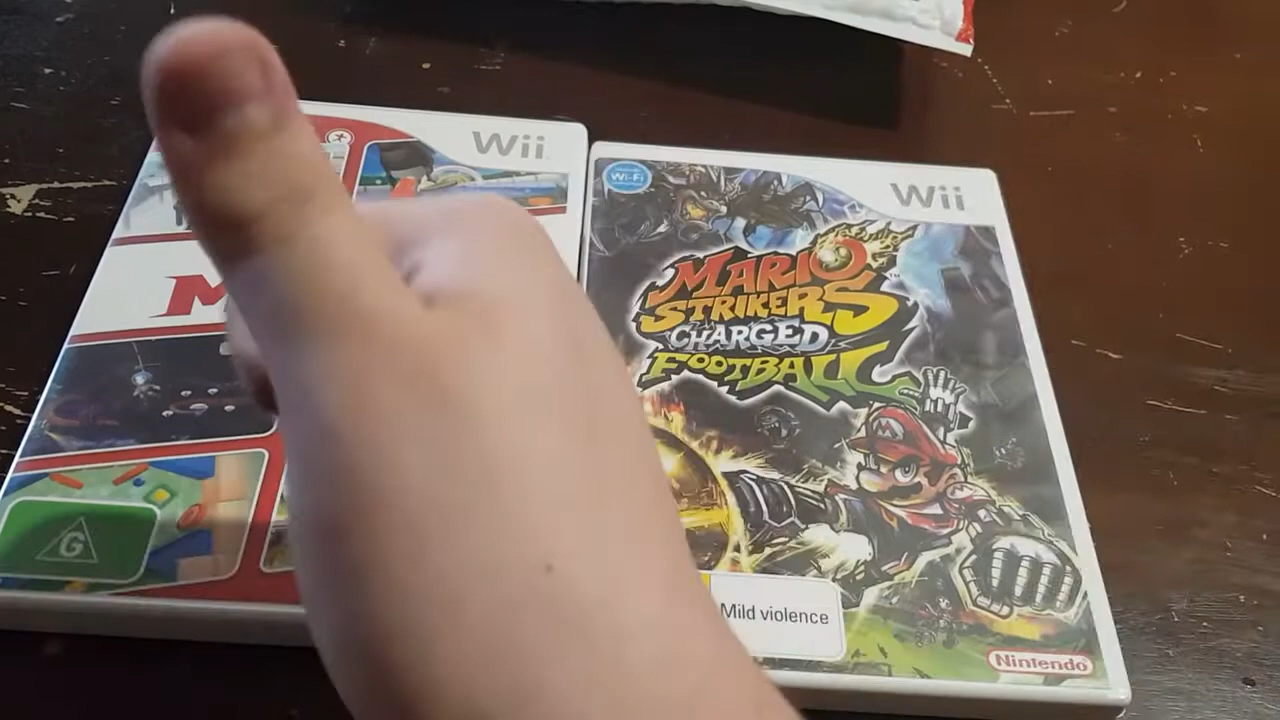 Wii
M
G
Wi-Fi
Wii
MARIO
STRIKERS
CHARGED
FOOTBALL
M
Mild violence
Nintendo